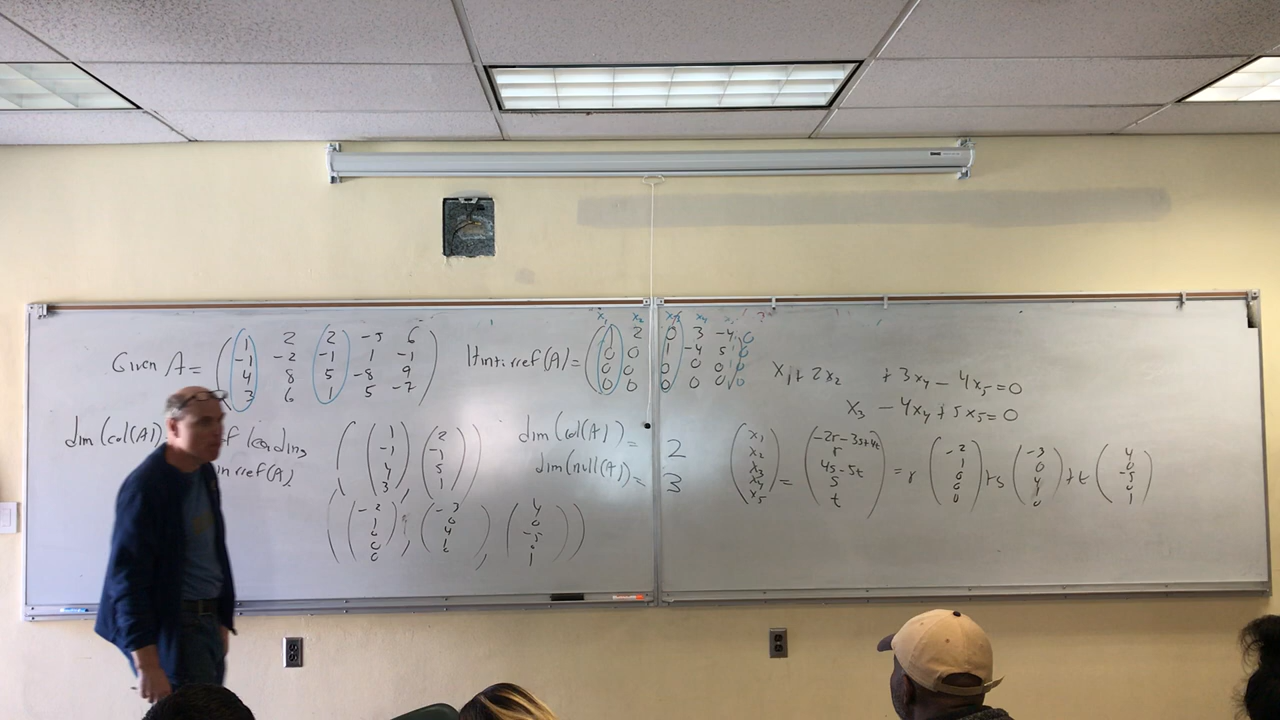 x₁ x₂ x₃ x₄
Given A = ( 1 2 2 -5 6
-1 -2 -1 1 -1
4 8 5 -8 9
3 6 1 5 -7 )
Hint: rref(A) = ( 1 2 0 3 -4 0
0 0 1 -4 5 0
0 0 0 0 0 0
0 0 0 0 0 0 )
x₁ + 2x₂ + 3x₄ - 4x₅ = 0
x₃ - 4x₄ + 5x₅ = 0
dim(col(A)) f leading
in rref(A)
( ( 1 -1 4 3 ), ( 2 -1 5 1 ) )
( ( -2 1 0 0 0 ), ( -3 0 4 ), ( 4 0 -5 1 ) )
dim(col(A)) = 2
dim(null(A)) = 3
( x₁ x₂ x₃ x₄ x₅ ) = ( -2r - 3s + 4t r 4s - 5t s t ) = r ( -2 1 0 0 0 ) + s ( -3 0 4 1 0 ) + t ( 4 0 -5 0 1 )